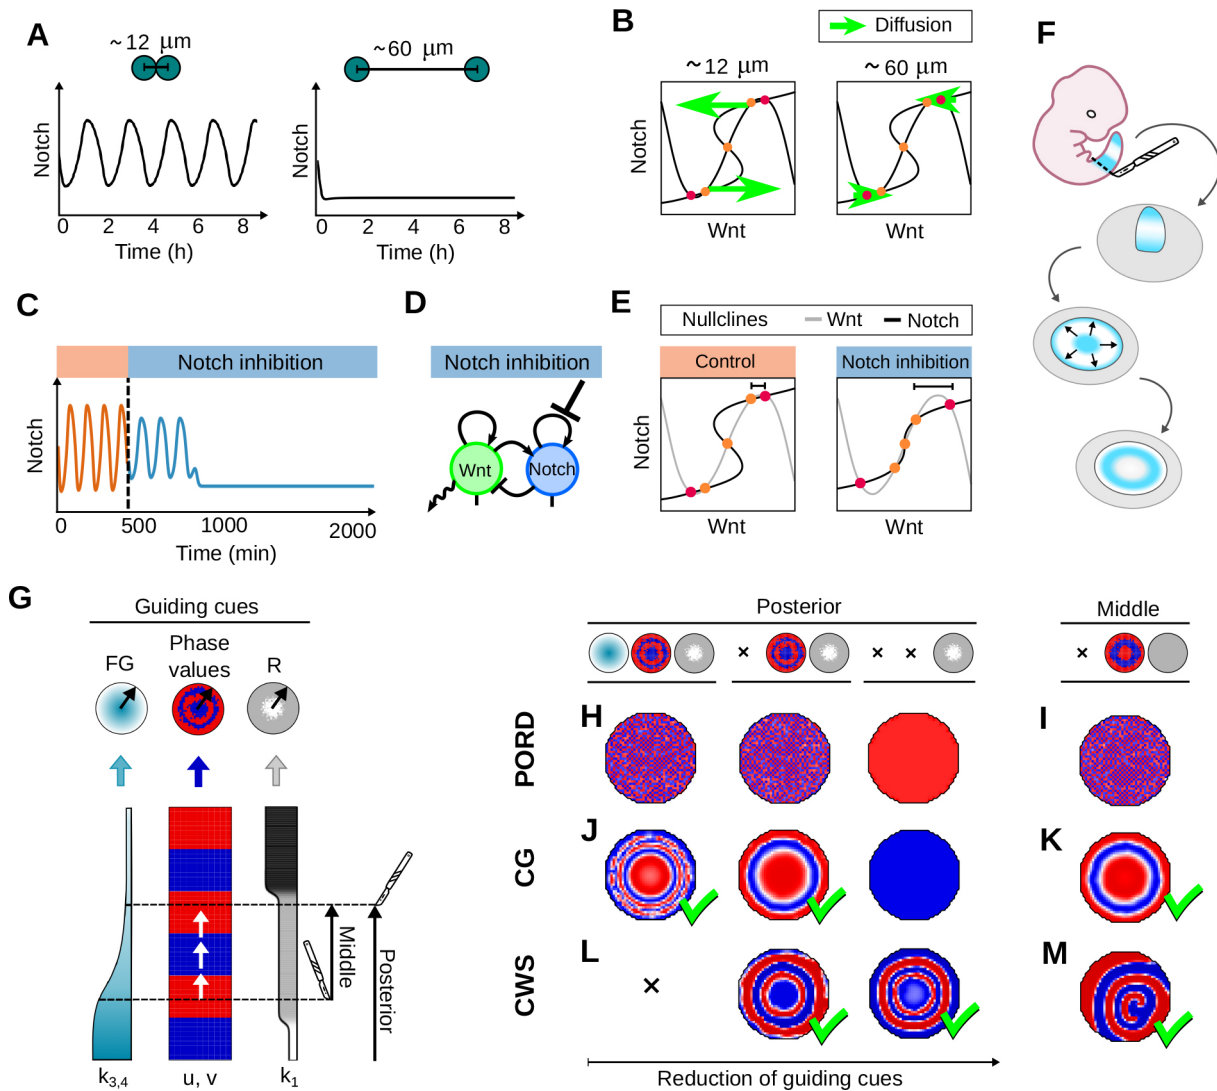 A
~12 μm
~60 μm
Notch
0 2 4 6 8
Time (h)
Notch
0 2 4 6 8
Time (h)
B
Diffusion
~12 μm
~60 μm
Notch
Wnt
Wnt
C
Notch inhibition
Notch
0 500 1000 2000
Time (min)
D
Notch inhibition
Wnt
Notch
E
Nullclines Wnt Notch
Control
Notch inhibition
Notch
Wnt
Wnt
F
G
Guiding cues
FG
Phase
values
R
Middle
Posterior
k3,4
u, v
k1
Posterior
Middle
× × × ×
PORD
H
I
CG
J
K
CWS
L
×
M
Reduction of guiding cues